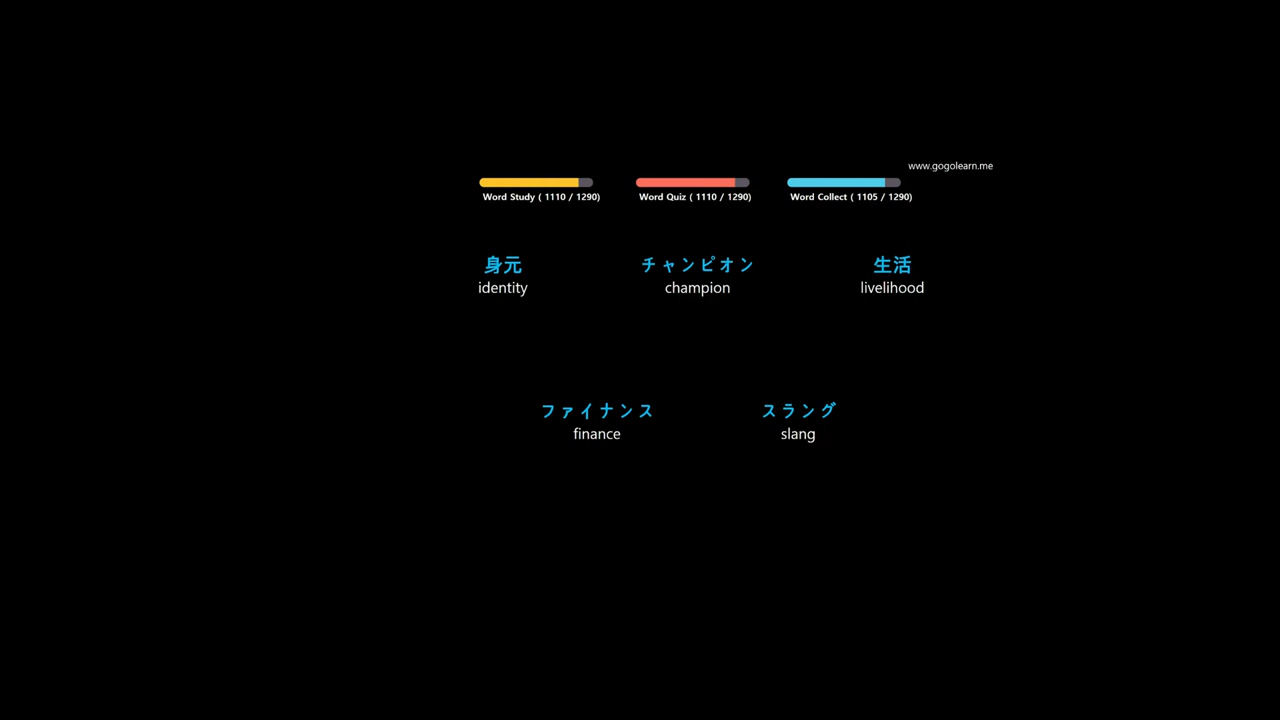 www.gogolearn.me
Word Study ( 1110 / 1290)
Word Quiz ( 1110 / 1290)
Word Collect ( 1105 / 1290)
身元
identity
チャンピオン
champion
生活
livelihood
ファイナンス
finance
スラング
slang